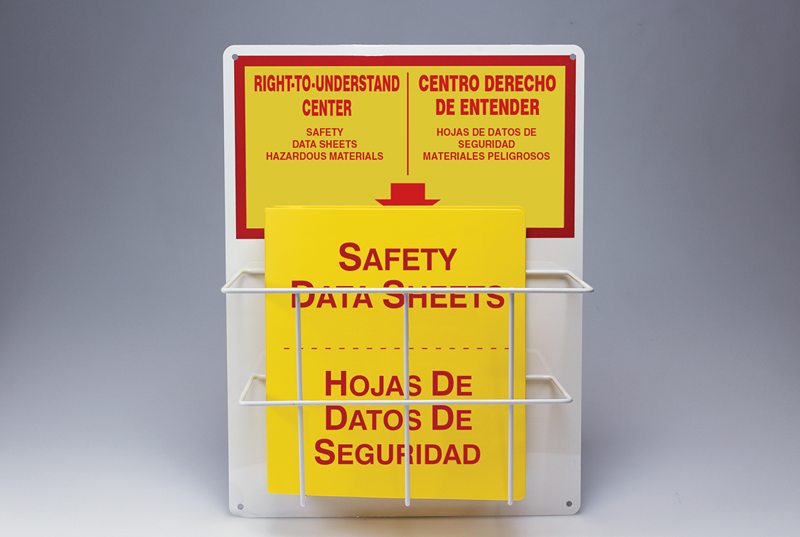 RIGHT-TO-UNDERSTAND
CENTER
SAFETY
DATA SHEETS
HAZARDOUS MATERIALS
CENTRO DERECHO
DE ENTENDER
HOJAS DE DATOS DE
SEGURIDAD
MATERIALES PELIGROSOS
SAFETY
DATA SHEETS
HOJAS DE
DATOS DE
SEGURIDAD